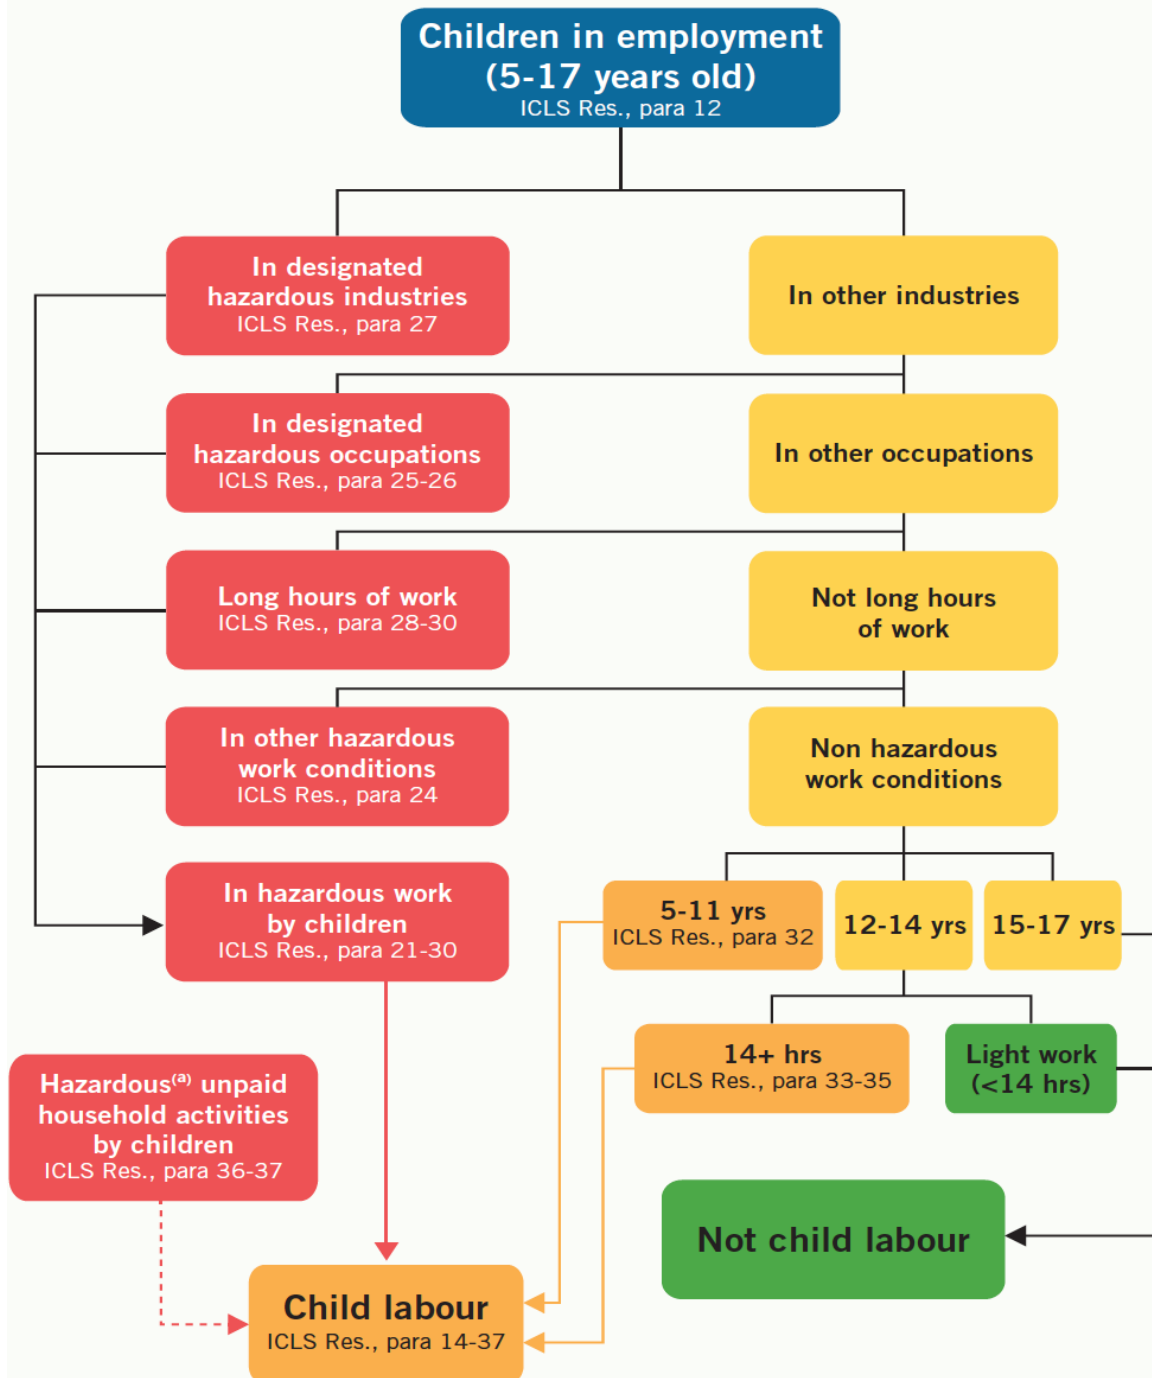 Children in employment
(5-17 years old)
ICLS Res., para 12
In designated
hazardous industries
ICLS Res., para 27
In other industries
In designated
hazardous occupations
ICLS Res., para 25-26
In other occupations
Long hours of work
ICLS Res., para 28-30
Not long hours
of work
In other hazardous
work conditions
ICLS Res., para 24
Non hazardous
work conditions
In hazardous work
by children
ICLS Res., para 21-30
5-11 yrs
ICLS Res., para 32
12-14 yrs
15-17 yrs
14+ hrs
ICLS Res., para 33-35
Light work
(<14 hrs)
Hazardous(a) unpaid
household activities
by children
ICLS Res., para 36-37
Not child labour
Child labour
ICLS Res., para 14-37